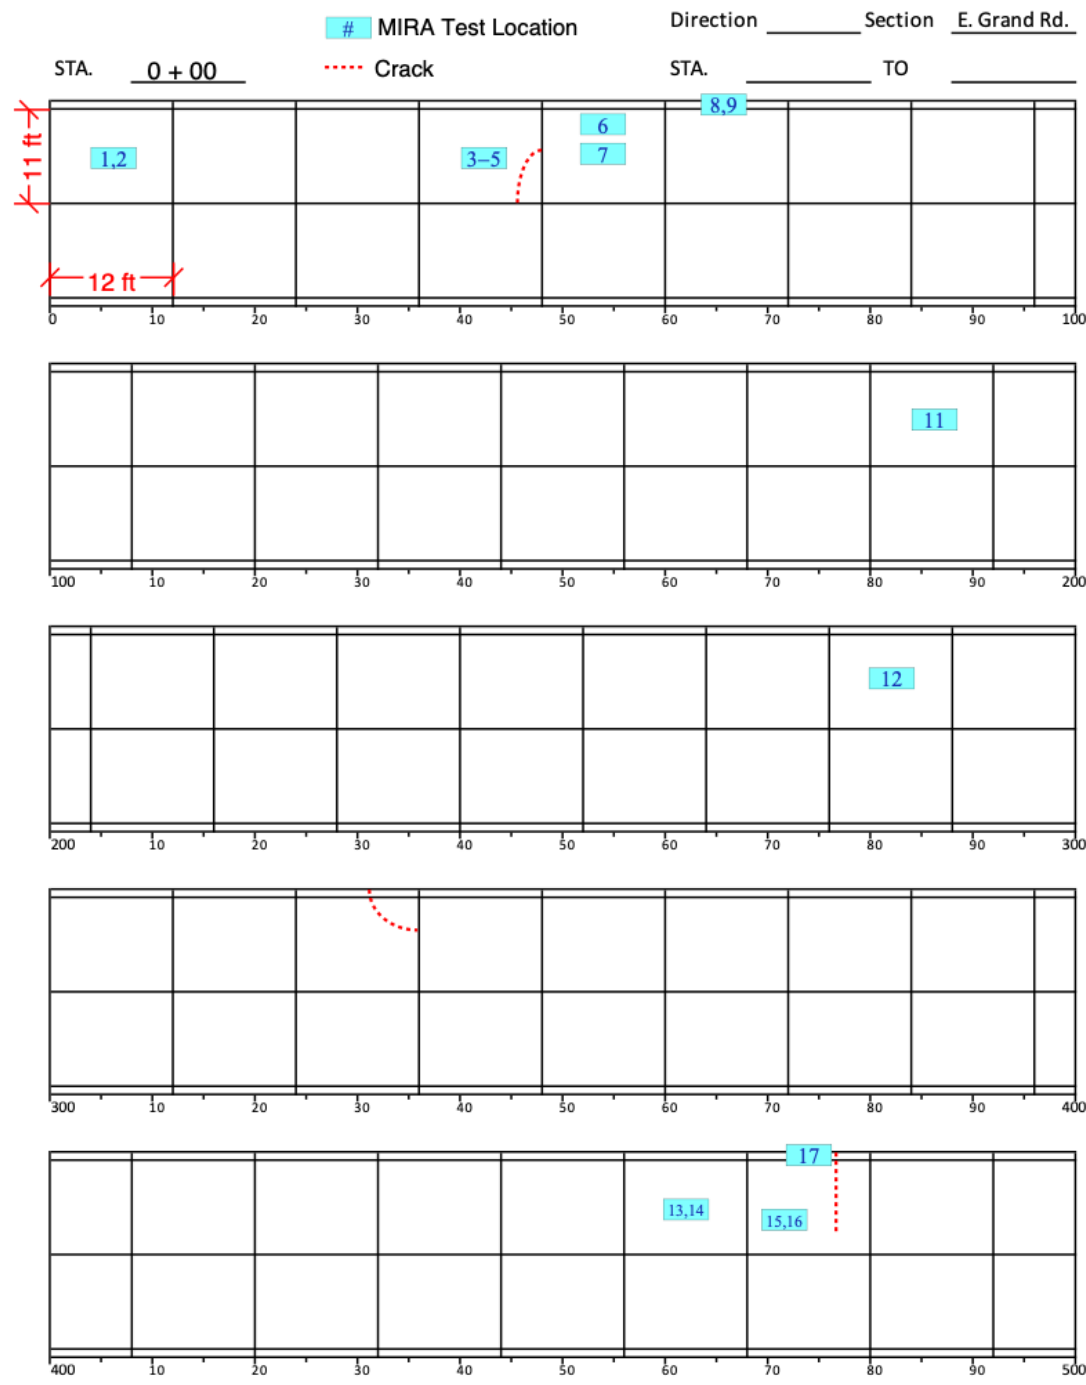 # MIRA Test Location Direction Section E. Grand Rd.
STA. 0 + 00 Crack STA. TO
8,9
6
11 ft 1,2 3–5 7
12 ft
0 10 20 30 40 50 60 70 80 90 100
11
100 10 20 30 40 50 60 70 80 90 200
12
200 10 20 30 40 50 60 70 80 90 300
300 10 20 30 40 50 60 70 80 90 400
17
13,14 15,16
400 10 20 30 40 50 60 70 80 90 500